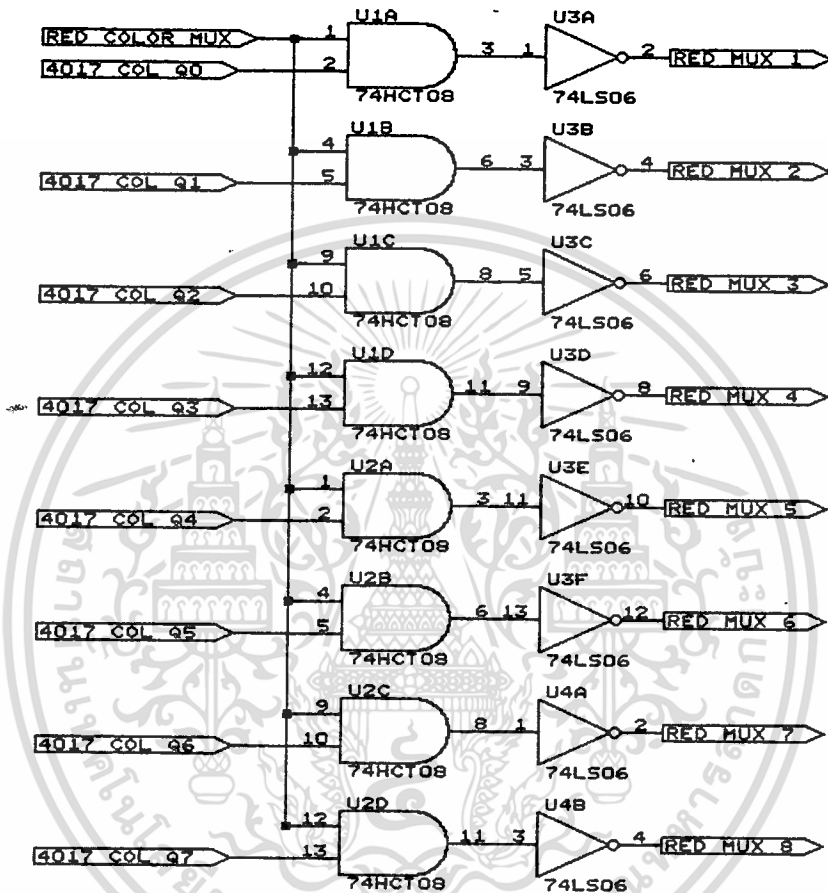 RED COLOR MUX
4017 COL Q0
1
2
U1A
74HCT08
3
1
U3A
74LS06
2
RED MUX 1
4017 COL Q1
4
5
U1B
74HCT08
6
3
U3B
74LS06
4
RED MUX 2
4017 COL Q2
9
10
U1C
74HCT08
8
5
U3C
74LS06
6
RED MUX 3
4017 COL Q3
12
13
U1D
74HCT08
11
9
U3D
74LS06
8
RED MUX 4
4017 COL Q4
1
2
U2A
74HCT08
3
11
U3E
74LS06
10
RED MUX 5
4017 COL Q5
4
5
U2B
74HCT08
6
13
U3F
74LS06
12
RED MUX 6
4017 COL Q6
9
10
U2C
74HCT08
8
1
U4A
74LS06
2
RED MUX 7
4017 COL Q7
12
13
U2D
74HCT08
11
3
U4B
74LS06
4
RED MUX 8